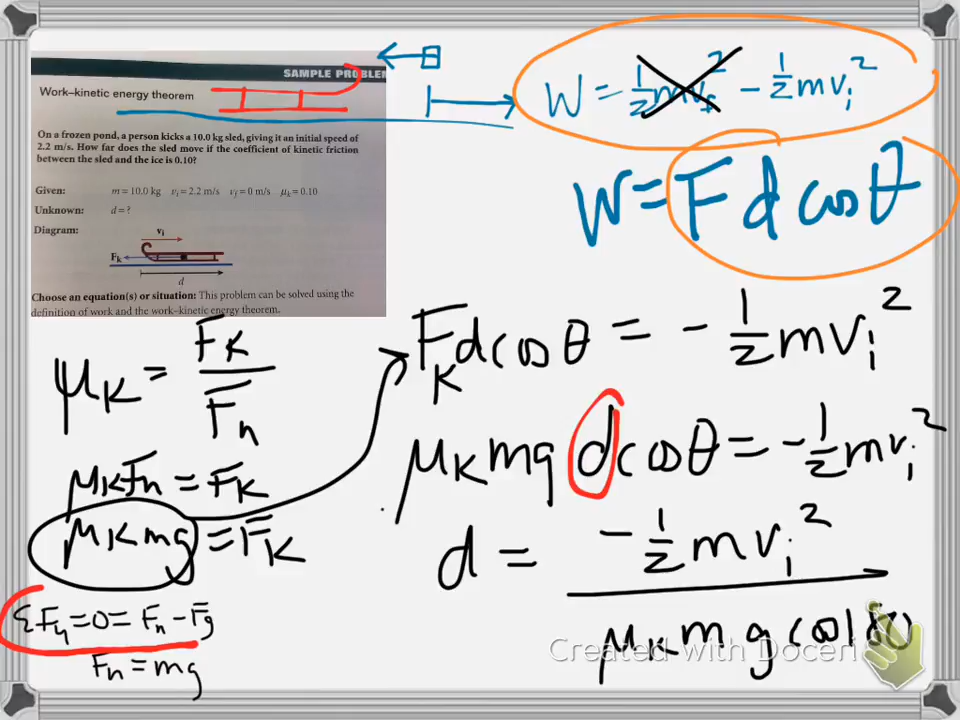 SAMPLE PROBLEM
Work–kinetic energy theorem
On a frozen pond, a person kicks a 10.0 kg sled, giving it an initial speed of
2.2 m/s. How far does the sled move if the coefficient of kinetic friction
between the sled and the ice is 0.10?
Given: m = 10.0 kg v_i = 2.2 m/s v_f = 0 m/s μ_k = 0.10
Unknown: d = ?
Diagram:
v_i
F_k
d
Choose an equation(s) or situation: This problem can be solved using the
definition of work and the work–kinetic energy theorem.
W = ½mv_f² − ½mv_i²
W = Fd cosθ
μ_K = F_K / F_n
μ_K F_n = F_K
μ_K mg = F_K
ΣF_y = 0 = F_n − F_g
F_n = mg
F_K d cosθ = −½mv_i²
μ_K mg d cosθ = −½mv_i²
d = −½mv_i² / μ_K mg cos180
Created with Doceri